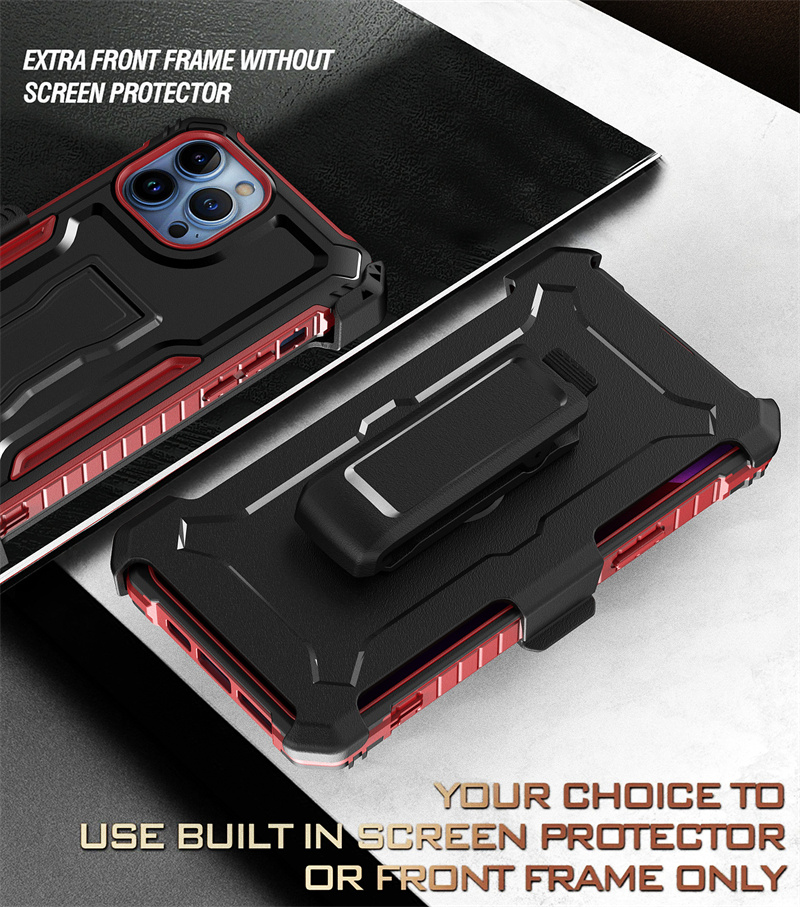 EXTRA FRONT FRAME WITHOUT
SCREEN PROTECTOR
YOUR CHOICE TO
USE BUILT IN SCREEN PROTECTOR
OR FRONT FRAME ONLY